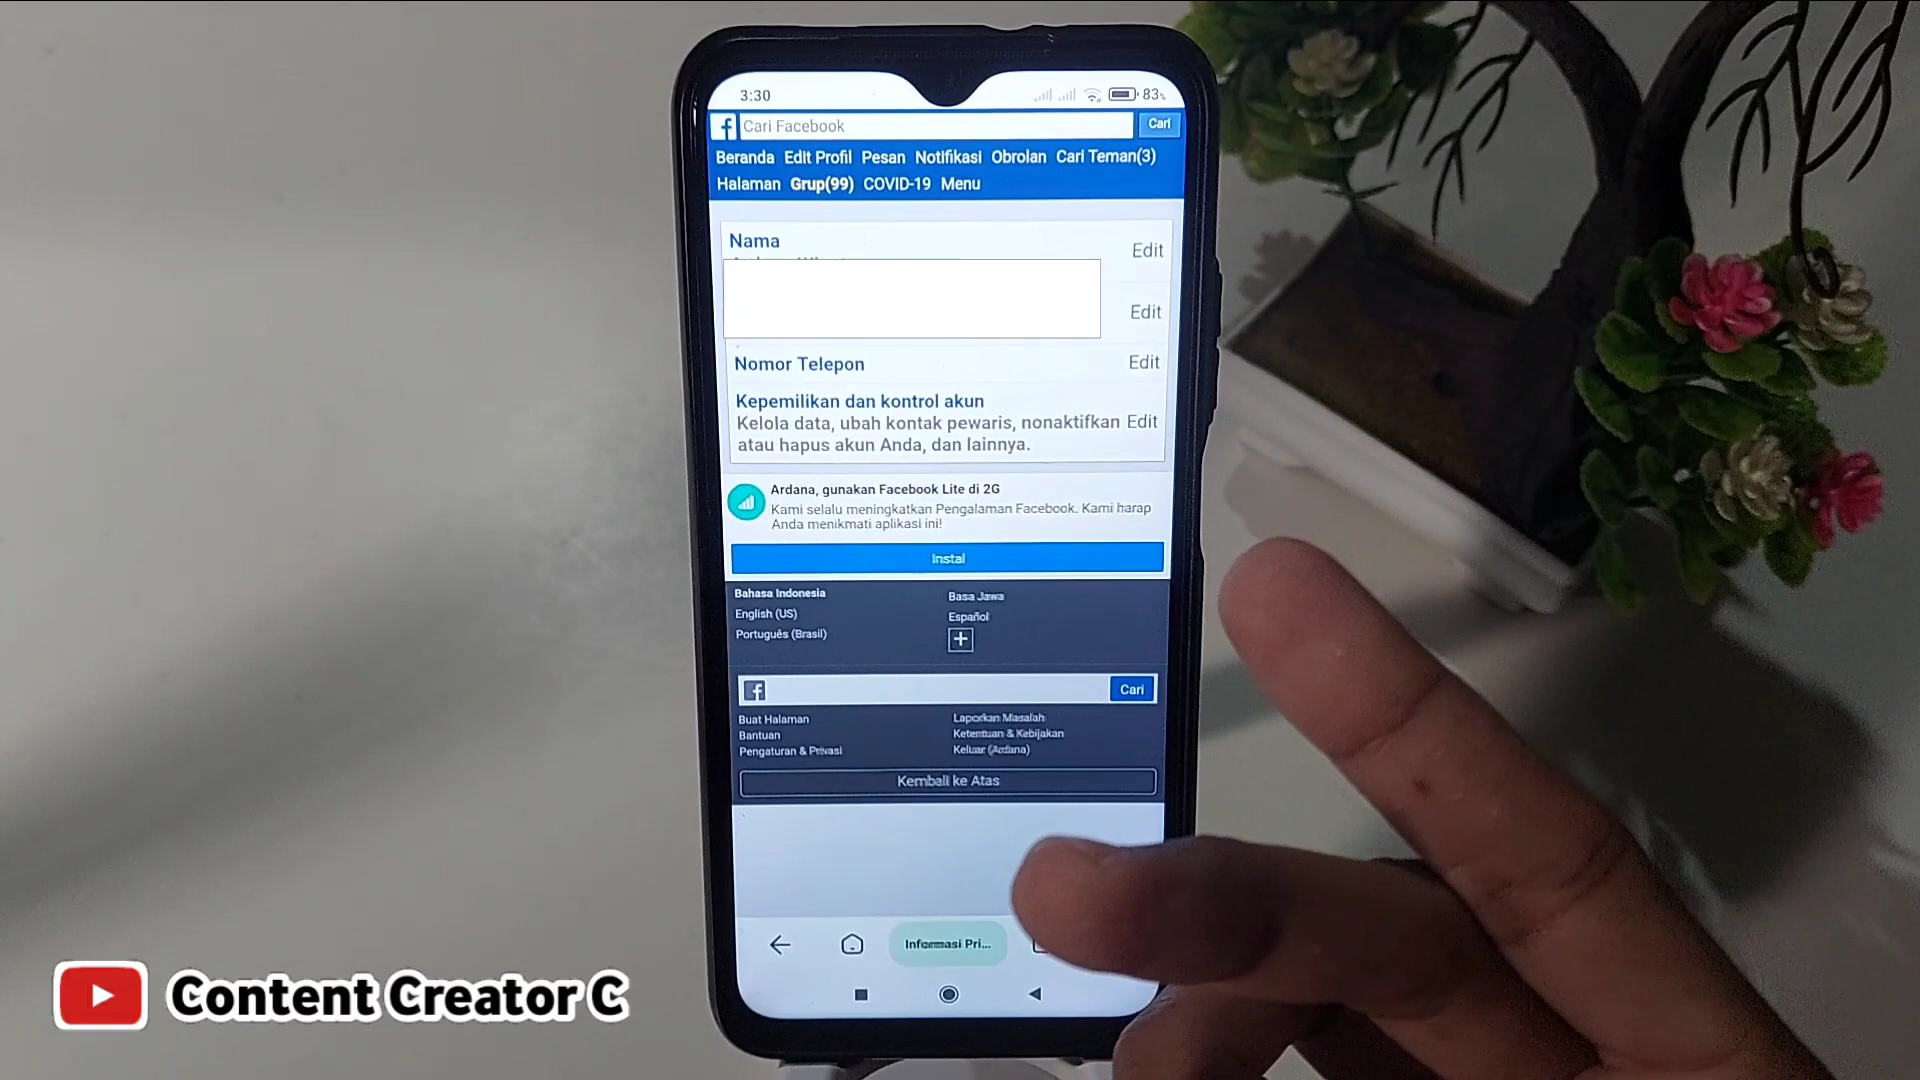 3:30
83%
Cari Facebook
Cari
Beranda Edit Profil Pesan Notifikasi Obrolan Cari Teman(3)
Halaman Grup(99) COVID-19 Menu
Nama
Edit
Edit
Nomor Telepon
Edit
Kepemilikan dan kontrol akun
Kelola data, ubah kontak pewaris, nonaktifkan
atau hapus akun Anda, dan lainnya.
Edit
Ardana, gunakan Facebook Lite di 2G
Kami selalu meningkatkan Pengalaman Facebook. Kami harap
Anda menikmati aplikasi ini!
Instal
Bahasa Indonesia
Basa Jawa
English (US)
Español
Português (Brasil)
Cari
Buat Halaman
Laporkan Masalah
Bantuan
Ketentuan & Kebijakan
Pengaturan & Privasi
Keluar (Ardana)
Kembali ke Atas
Informasi Pri...
Content Creator C